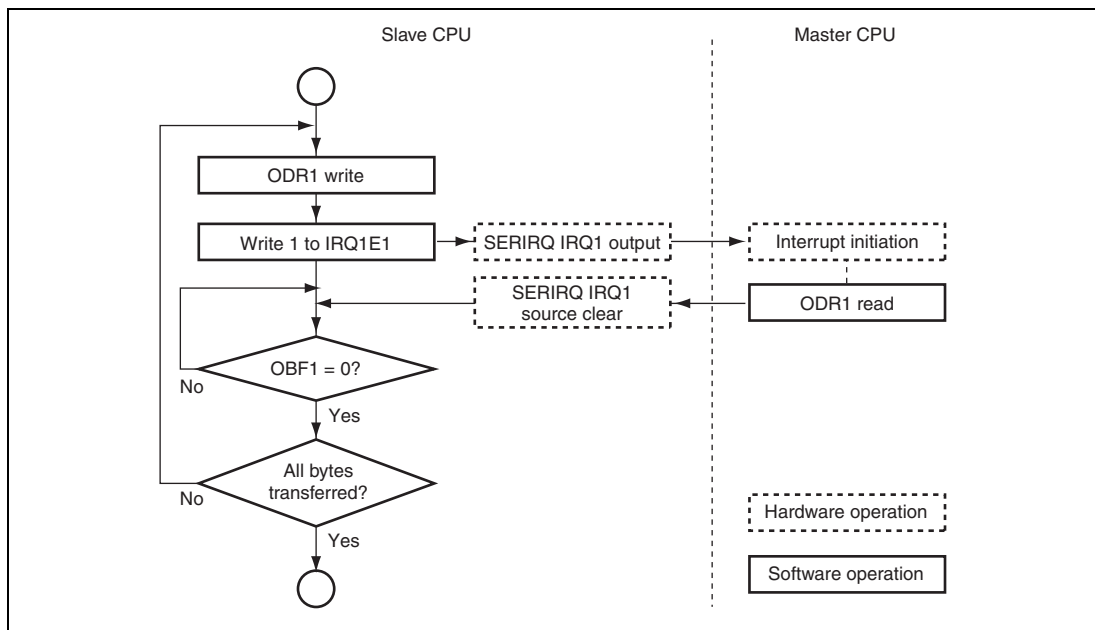 Slave CPU
Master CPU
ODR1 write
Write 1 to IRQ1E1
SERIRQ IRQ1 output
Interrupt initiation
SERIRQ IRQ1
source clear
ODR1 read
OBF1 = 0?
No
Yes
All bytes
transferred?
No
Yes
Hardware operation
Software operation